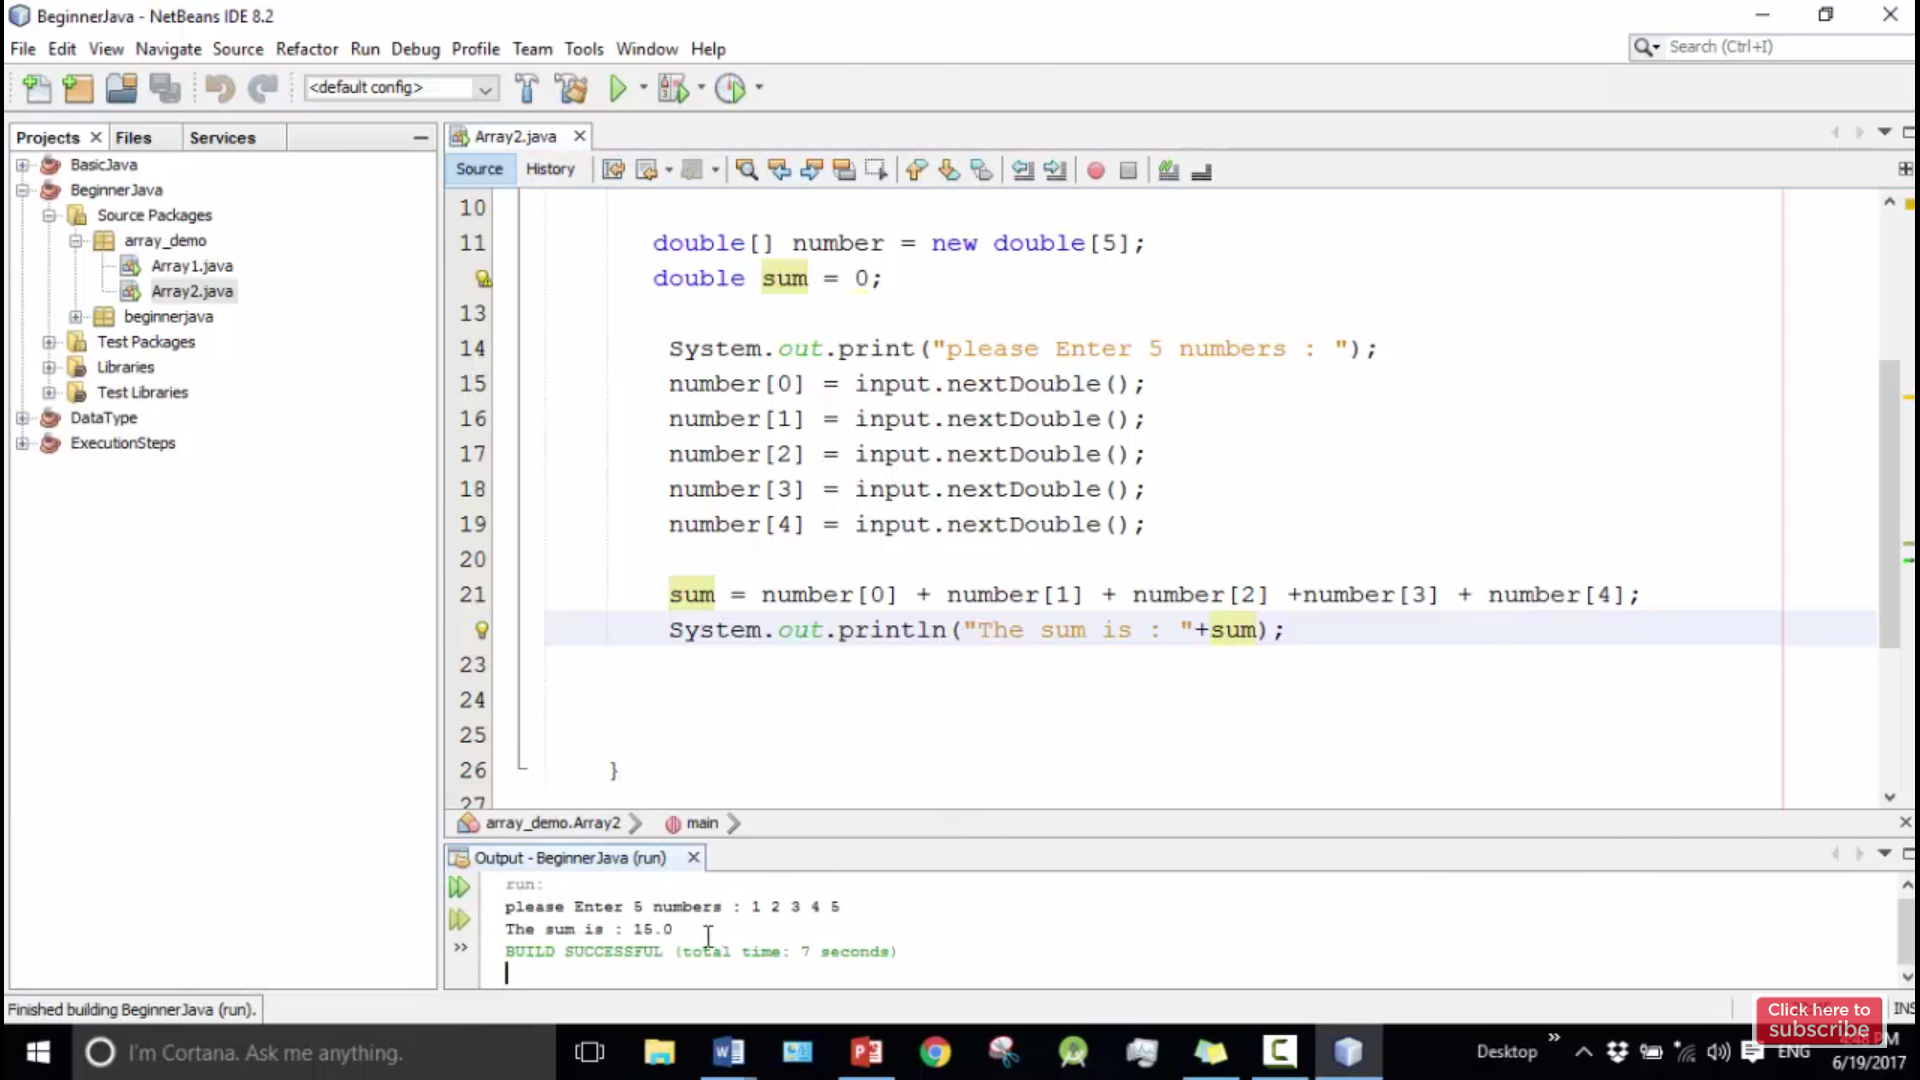 BeginnerJava - NetBeans IDE 8.2
File Edit View Navigate Source Refactor Run Debug Profile Team Tools Window Help
Search (Ctrl+I)
<default config>
Projects Files Services
BasicJava
BeginnerJava
Source Packages
array_demo
Array1.java
Array2.java
beginnerjava
Test Packages
Libraries
Test Libraries
DataType
ExecutionSteps
Array2.java
Source History
10
11 double[] number = new double[5];
double sum = 0;
13
14 System.out.print("please Enter 5 numbers : ");
15 number[0] = input.nextDouble();
16 number[1] = input.nextDouble();
17 number[2] = input.nextDouble();
18 number[3] = input.nextDouble();
19 number[4] = input.nextDouble();
20
21 sum = number[0] + number[1] + number[2] +number[3] + number[4];
System.out.println("The sum is : "+sum);
23
24
25
26 }
27
array_demo.Array2 main
Output - BeginnerJava (run)
run:
please Enter 5 numbers : 1 2 3 4 5
The sum is : 15.0
BUILD SUCCESSFUL (total time: 7 seconds)
Finished building BeginnerJava (run).
INS
Click here to
subscribe
I'm Cortana. Ask me anything.
Desktop
ENG
6/19/2017